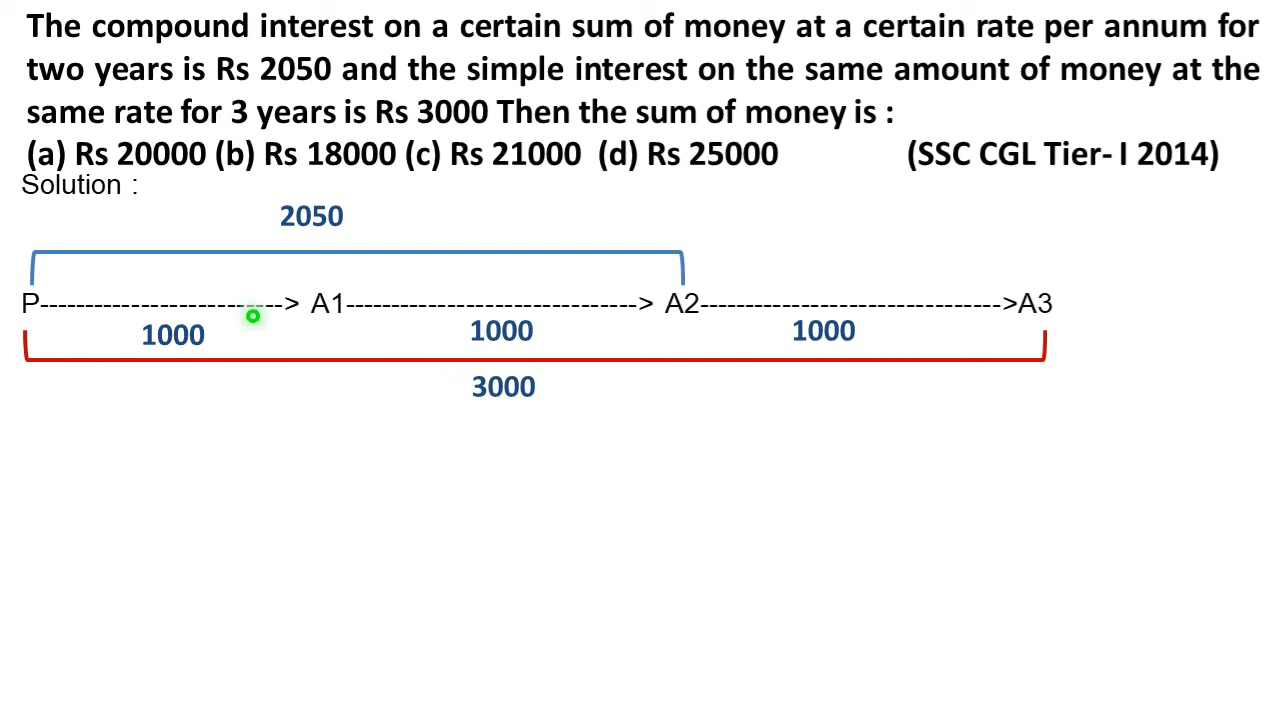 The compound interest on a certain sum of money at a certain rate per annum for
two years is Rs 2050 and the simple interest on the same amount of money at the
same rate for 3 years is Rs 3000 Then the sum of money is :
(a) Rs 20000 (b) Rs 18000 (c) Rs 21000 (d) Rs 25000 (SSC CGL Tier- I 2014)
Solution :
2050
P---------------------------> A1--------------------------------> A2--------------------------------->A3
1000 1000 1000
3000